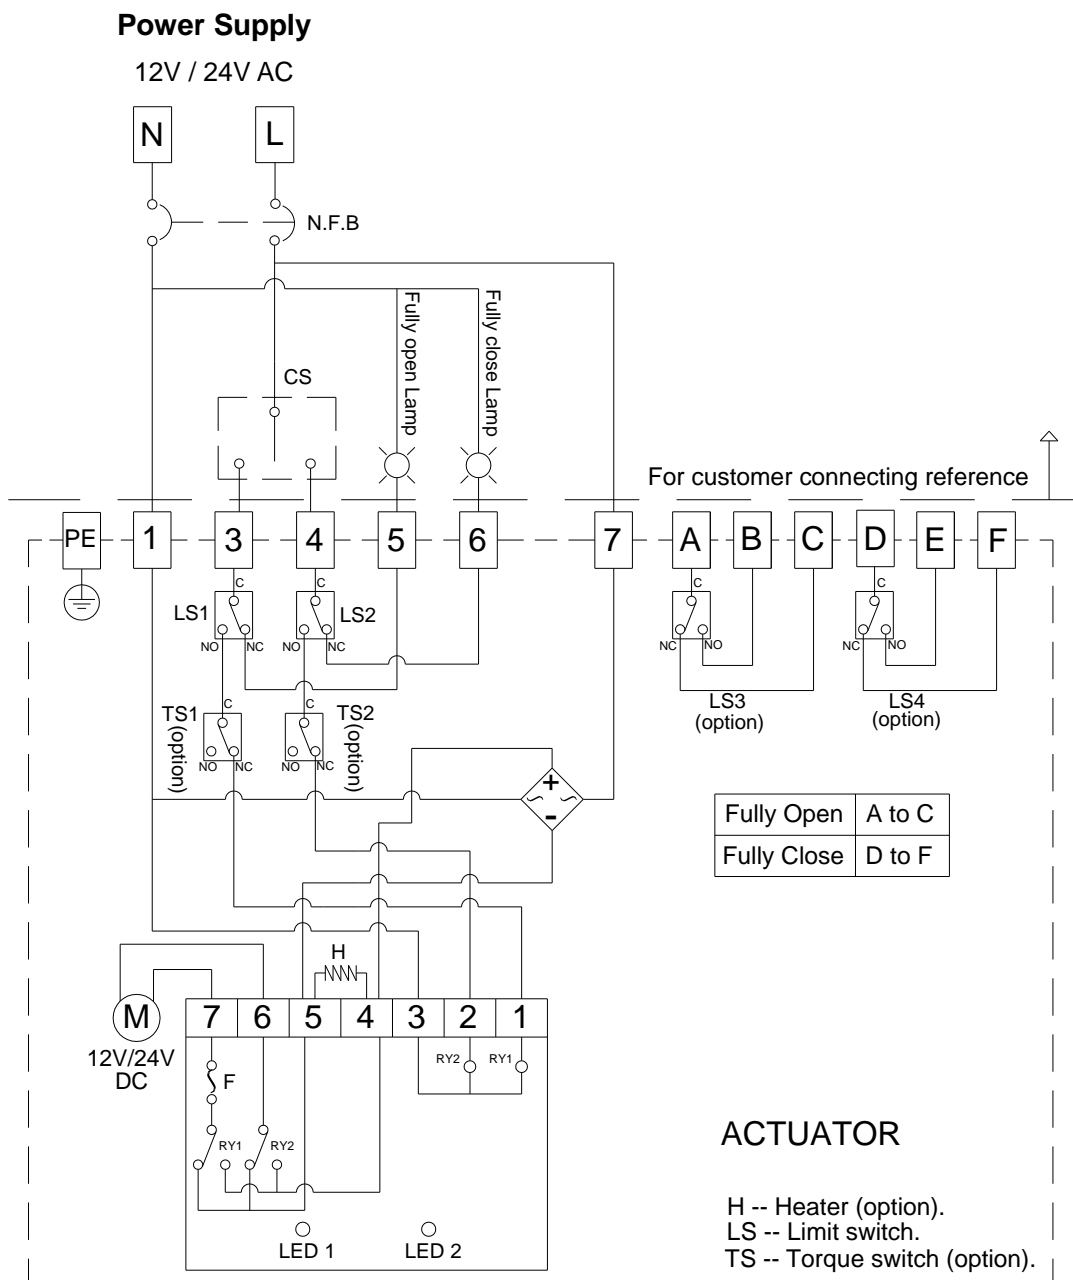 Power Supply
12V / 24V AC
N L
N.F.B
Fully open Lamp
Fully close Lamp
CS
For customer connecting reference
PE 1 3 4 5 6 7 A B C D E F
C C C C
LS1 LS2
NO NC NO NC NC NO NC NO
LS3
(option)
LS4
(option)
C C
TS1
(option)
TS2
(option)
NO NC NO NC
+
-
Fully Open A to C
Fully Close D to F
H
M
12V/24V
DC
7 6 5 4 3 2 1
RY2 RY1
F
RY1 RY2
LED 1 LED 2
ACTUATOR
H -- Heater (option).
LS -- Limit switch.
TS -- Torque switch (option).